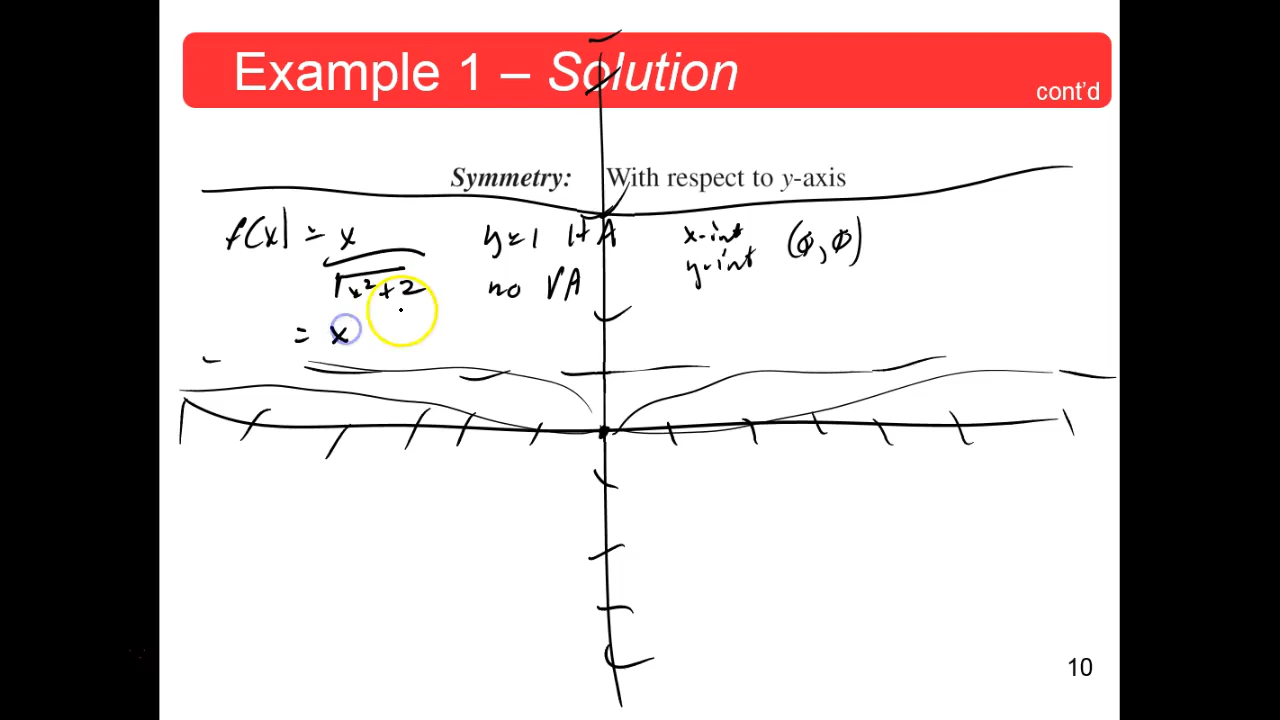 Example 1 – Solution
cont'd
Symmetry: With respect to y-axis
f(x) = x
√x²+2
= x
y=1 HA
no VA
x-int
y-int
(0, 0)
10